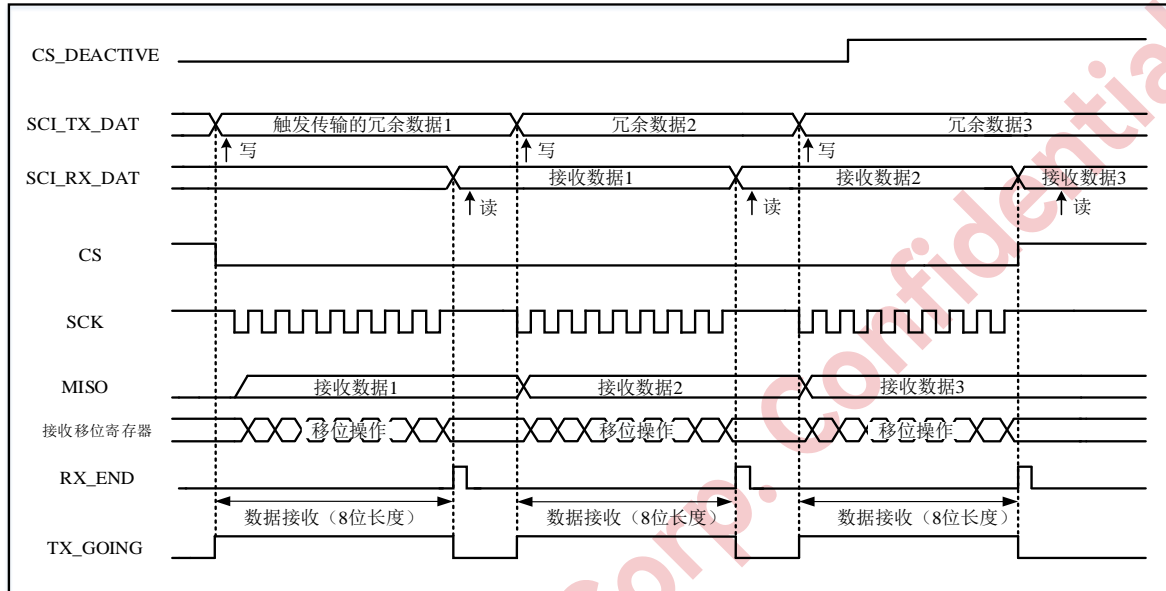 CS_DEACTIVE
SCI_TX_DAT 触发传输的冗余数据1 冗余数据2 冗余数据3
写 写 写
SCI_RX_DAT 接收数据1 接收数据2 接收数据3
读 读 读
CS
SCK
MISO 接收数据1 接收数据2 接收数据3
接收移位寄存器 移位操作 移位操作 移位操作
RX_END
数据接收（8位长度） 数据接收（8位长度） 数据接收（8位长度）
TX_GOING
Corp. Confidential